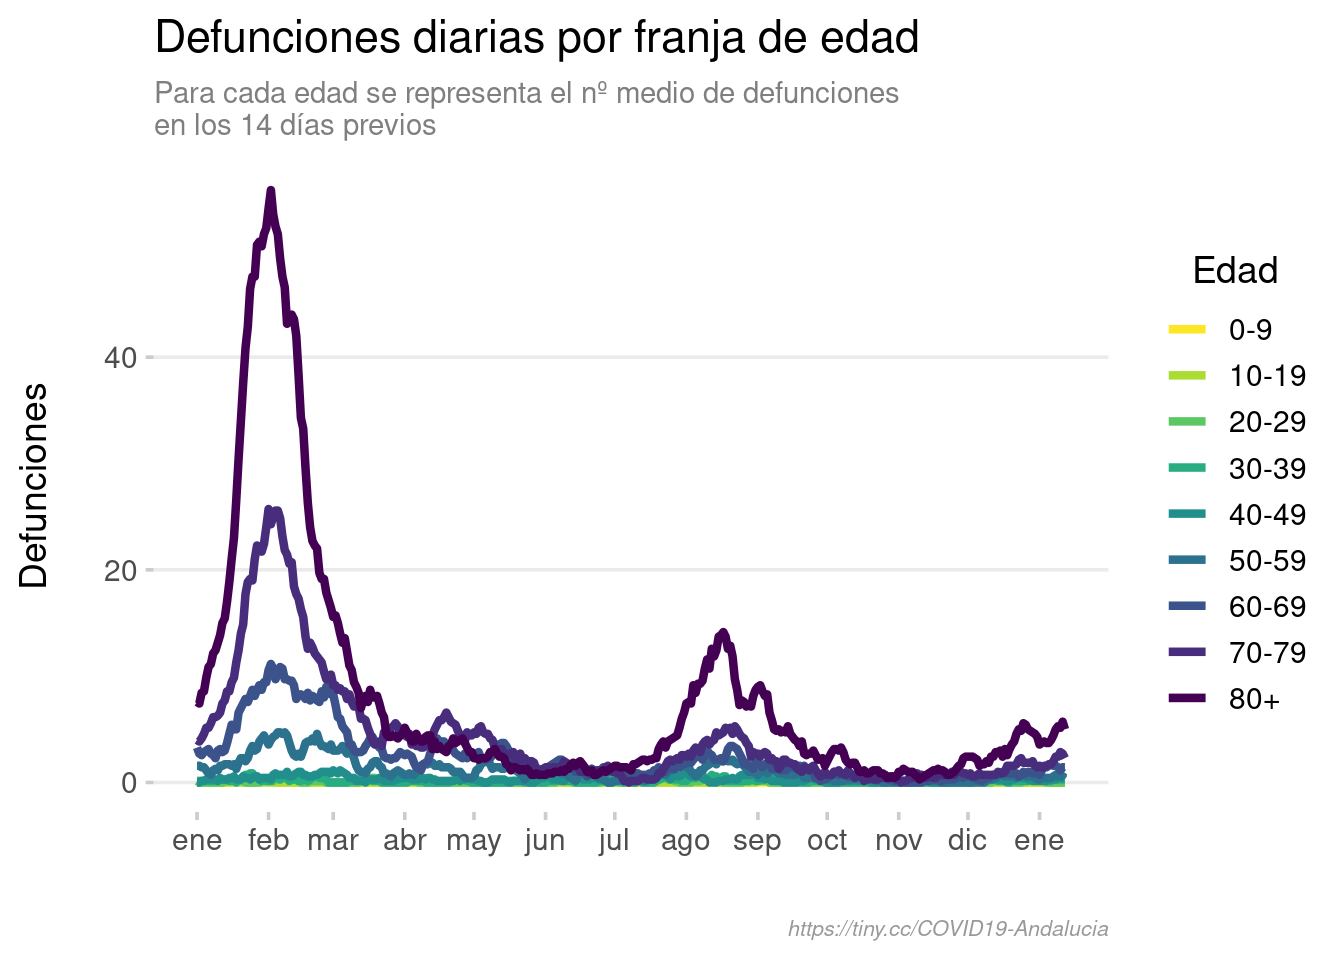 Defunciones diarias por franja de edad
Para cada edad se representa el nº medio de defunciones
en los 14 días previos
Defunciones
40
20
0
ene feb mar abr may jun jul ago sep oct nov dic ene
Edad
0-9
10-19
20-29
30-39
40-49
50-59
60-69
70-79
80+
https://tiny.cc/COVID19-Andalucia